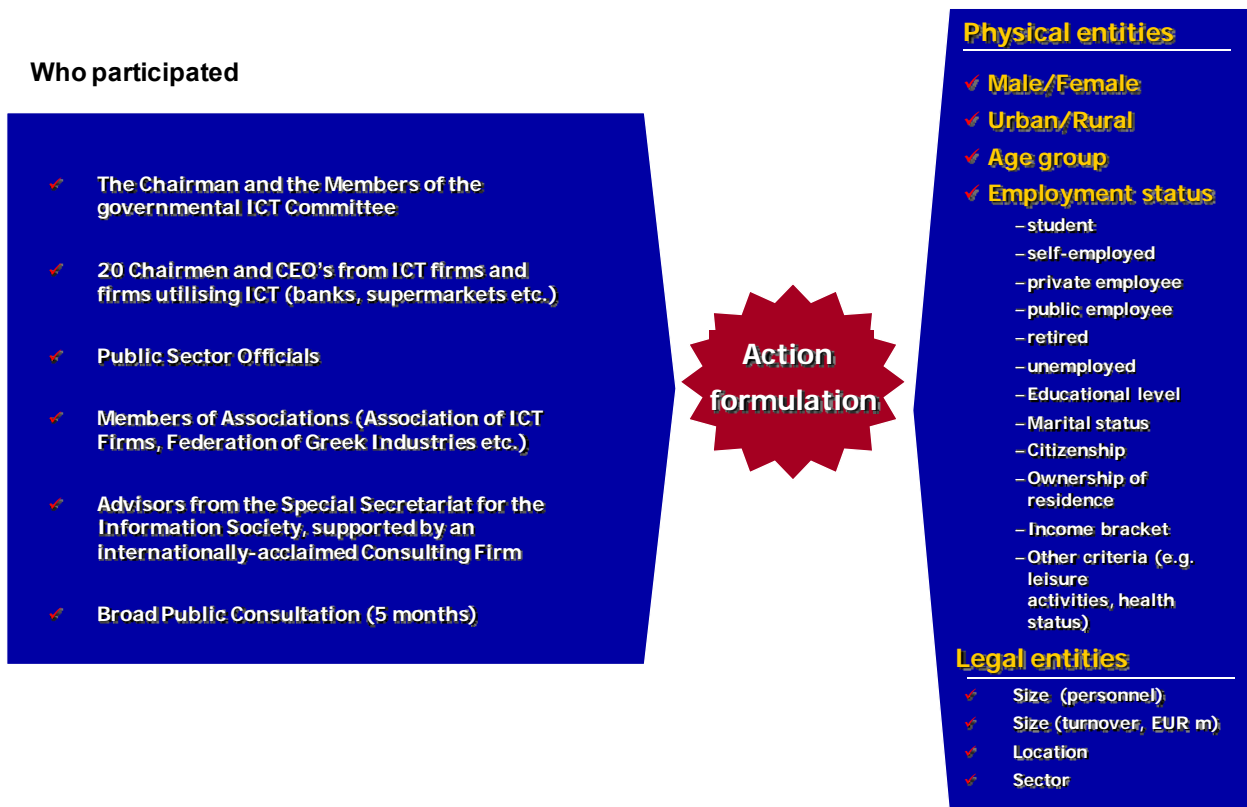 Who participated
The Chairman and the Members of the
governmental ICT Committee
20 Chairmen and CEO's from ICT firms and
firms utilising ICT (banks, supermarkets etc.)
Public Sector Officials
Members of Associations (Association of ICT
Firms, Federation of Greek Industries etc.)
Advisors from the Special Secretariat for the
Information Society, supported by an
internationally-acclaimed Consulting Firm
Broad Public Consultation (5 months)
Action
formulation
Physical entities
Male/Female
Urban/Rural
Age group
Employment status
–student
–self-employed
–private employee
–public employee
–retired
–unemployed
–Educational level
–Marital status
–Citizenship
–Ownership of
residence
–Income bracket
–Other criteria (e.g.
leisure
activities, health
status)
Legal entities
Size (personnel)
Size (turnover, EUR m)
Location
Sector